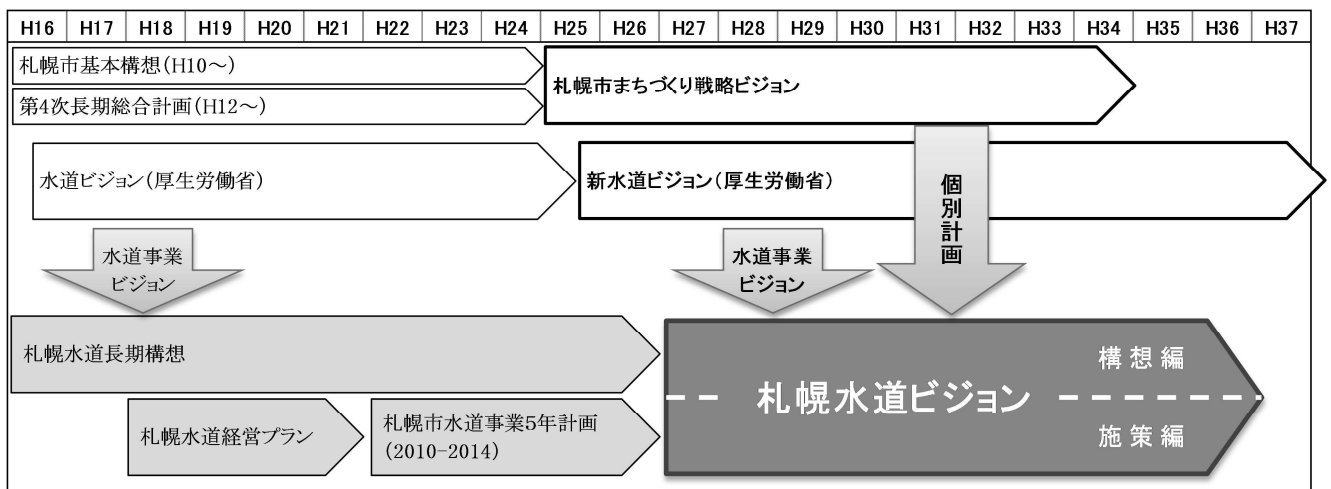 H16 H17 H18 H19 H20 H21 H22 H23 H24 H25 H26 H27 H28 H29 H30 H31 H32 H33 H34 H35 H36 H37
札幌市基本構想(H10～)
第4次長期総合計画(H12～)
札幌市まちづくり戦略ビジョン
水道ビジョン(厚生労働省)
新水道ビジョン(厚生労働省)
個別計画
水道事業
ビジョン
水道事業
ビジョン
札幌水道長期構想
札幌水道経営プラン
札幌市水道事業5年計画
(2010-2014)
構想編
札幌水道ビジョン
施策編